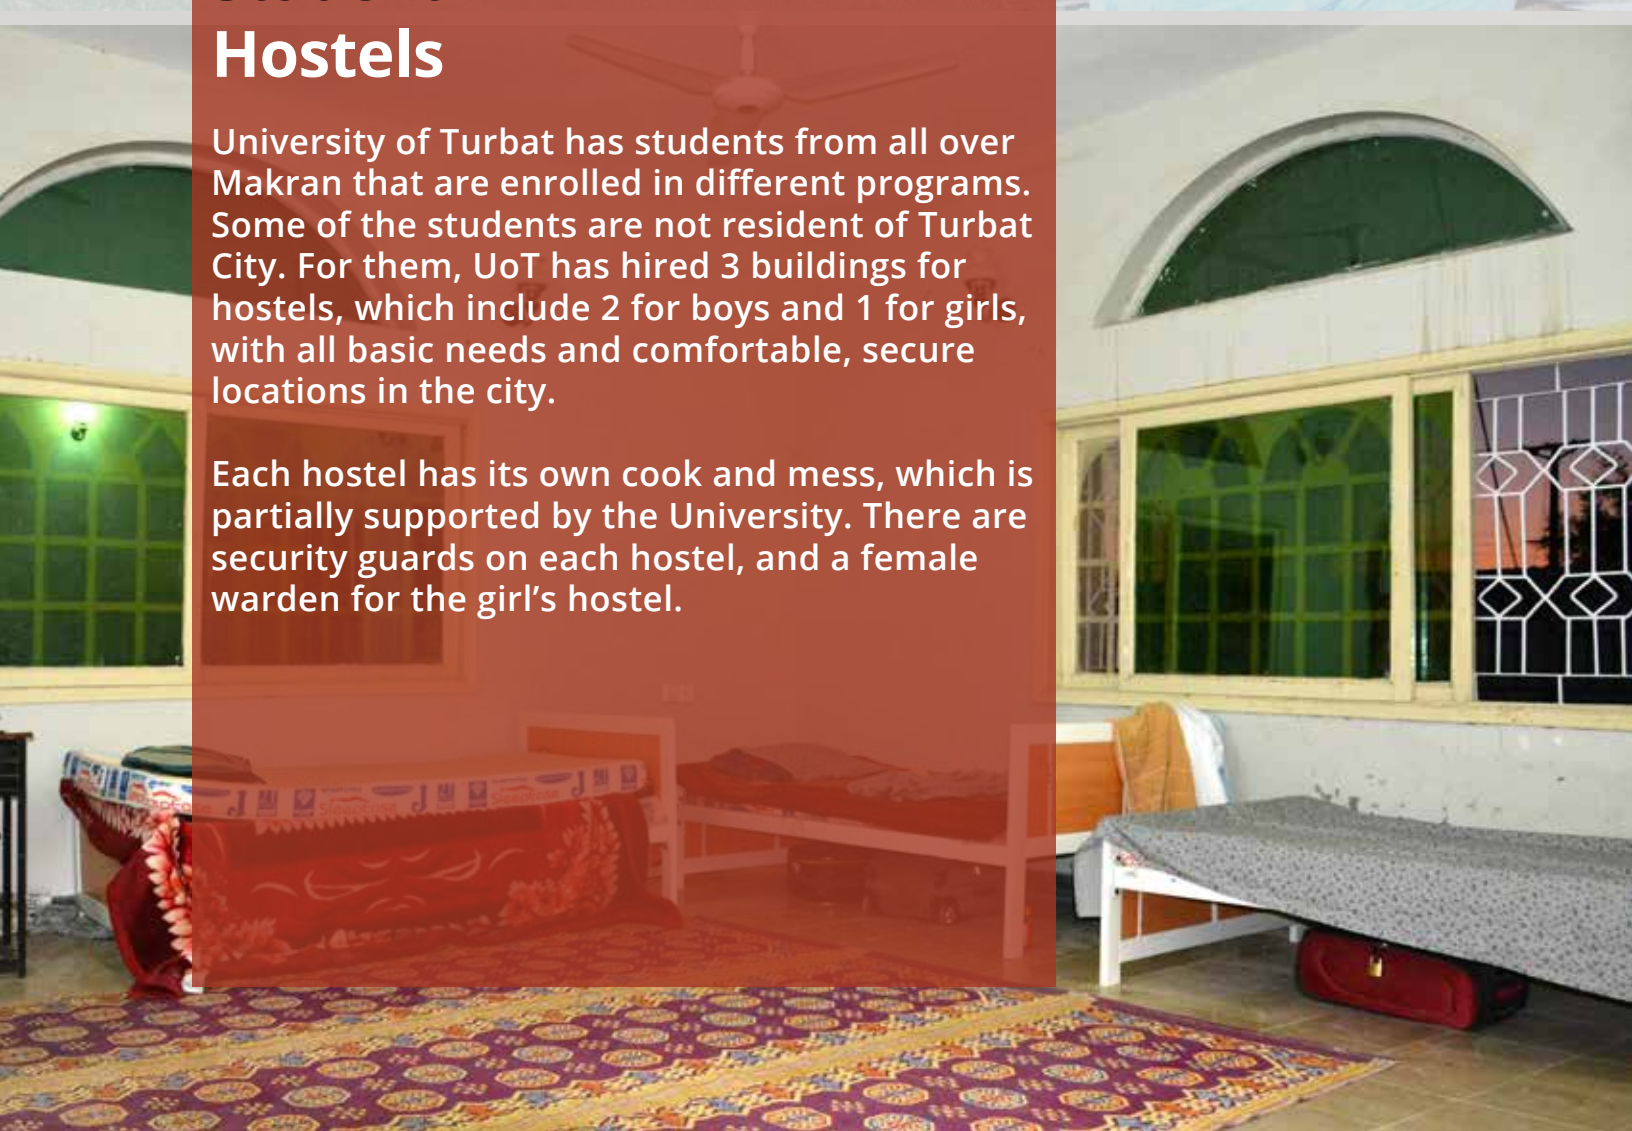 Hostels
University of Turbat has students from all over
Makran that are enrolled in different programs.
Some of the students are not resident of Turbat
City. For them, UoT has hired 3 buildings for
hostels, which include 2 for boys and 1 for girls,
with all basic needs and comfortable, secure
locations in the city.
Each hostel has its own cook and mess, which is
partially supported by the University. There are
security guards on each hostel, and a female
warden for the girl’s hostel.